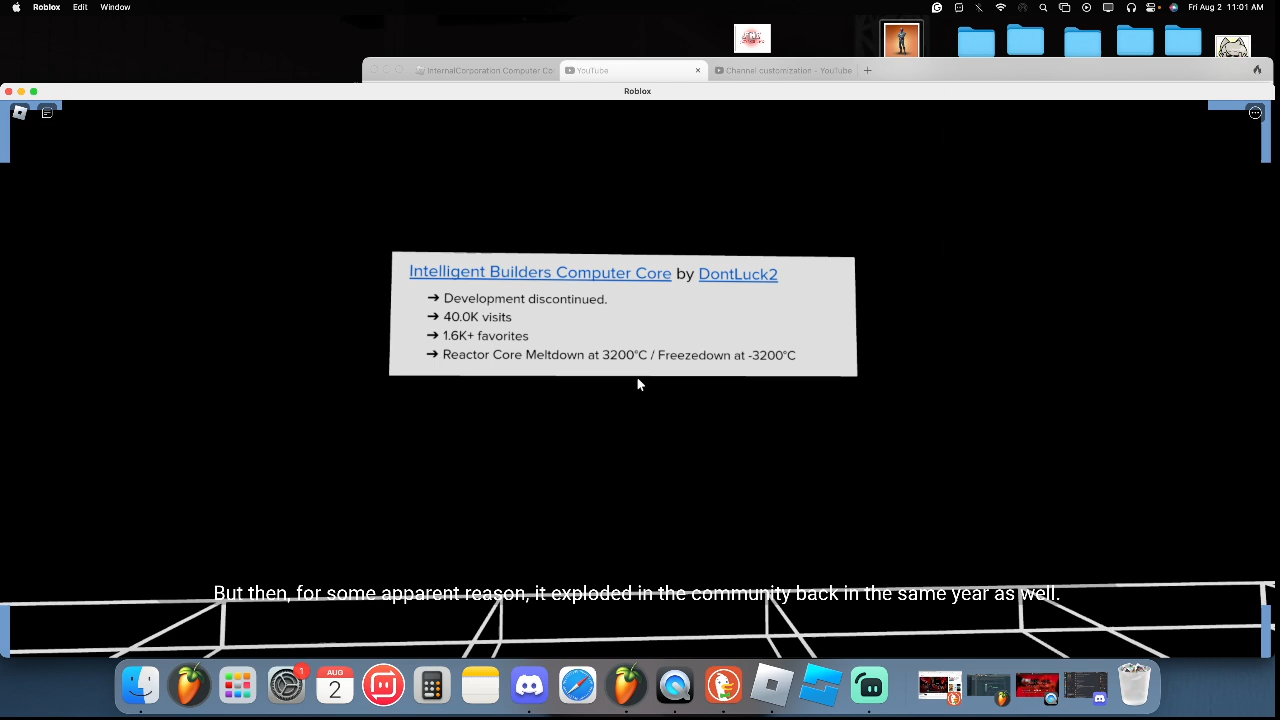 Roblox Edit Window Fri Aug 2 11:01 AM
InternalCorporation Computer Co
YouTube
Channel customization - YouTube
Roblox
Intelligent Builders Computer Core by DontLuck2
➔ Development discontinued.
➔ 40.0K visits
➔ 1.6K+ favorites
➔ Reactor Core Meltdown at 3200°C / Freezedown at -3200°C
But then, for some apparent reason, it exploded in the community back in the same year as well.
1
AUG
2